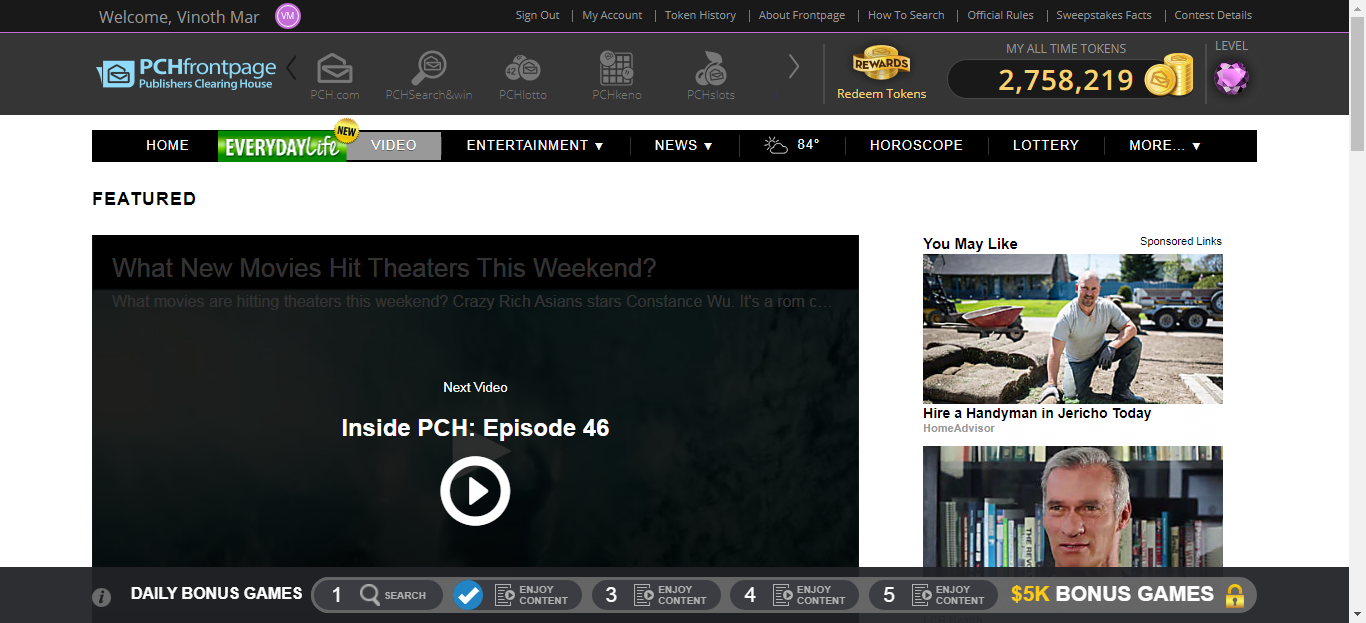 Welcome, Vinoth Mar
VM
Sign Out | My Account | Token History | About Frontpage | How To Search | Official Rules | Sweepstakes Facts | Contest Details
PCHfrontpage
Publishers Clearing House
PCH.com
PCHSearch&win
42
PCHlotto
PCHkeno
PCHslots
REWARDS
Redeem Tokens
MY ALL TIME TOKENS
2,758,219
LEVEL
HOME
EVERYDAYLife
NEW
VIDEO
ENTERTAINMENT ▼
NEWS ▼
84°
HOROSCOPE
LOTTERY
MORE... ▼
FEATURED
What New Movies Hit Theaters This Weekend?
What movies are hitting theaters this weekend? Crazy Rich Asians stars Constance Wu. It's a rom c...
Next Video
Inside PCH: Episode 46
You May Like
Sponsored Links
Hire a Handyman in Jericho Today
HomeAdvisor
DAILY BONUS GAMES
1 SEARCH
ENJOY
CONTENT
3 ENJOY
CONTENT
4 ENJOY
CONTENT
5 ENJOY
CONTENT
$5K BONUS GAMES